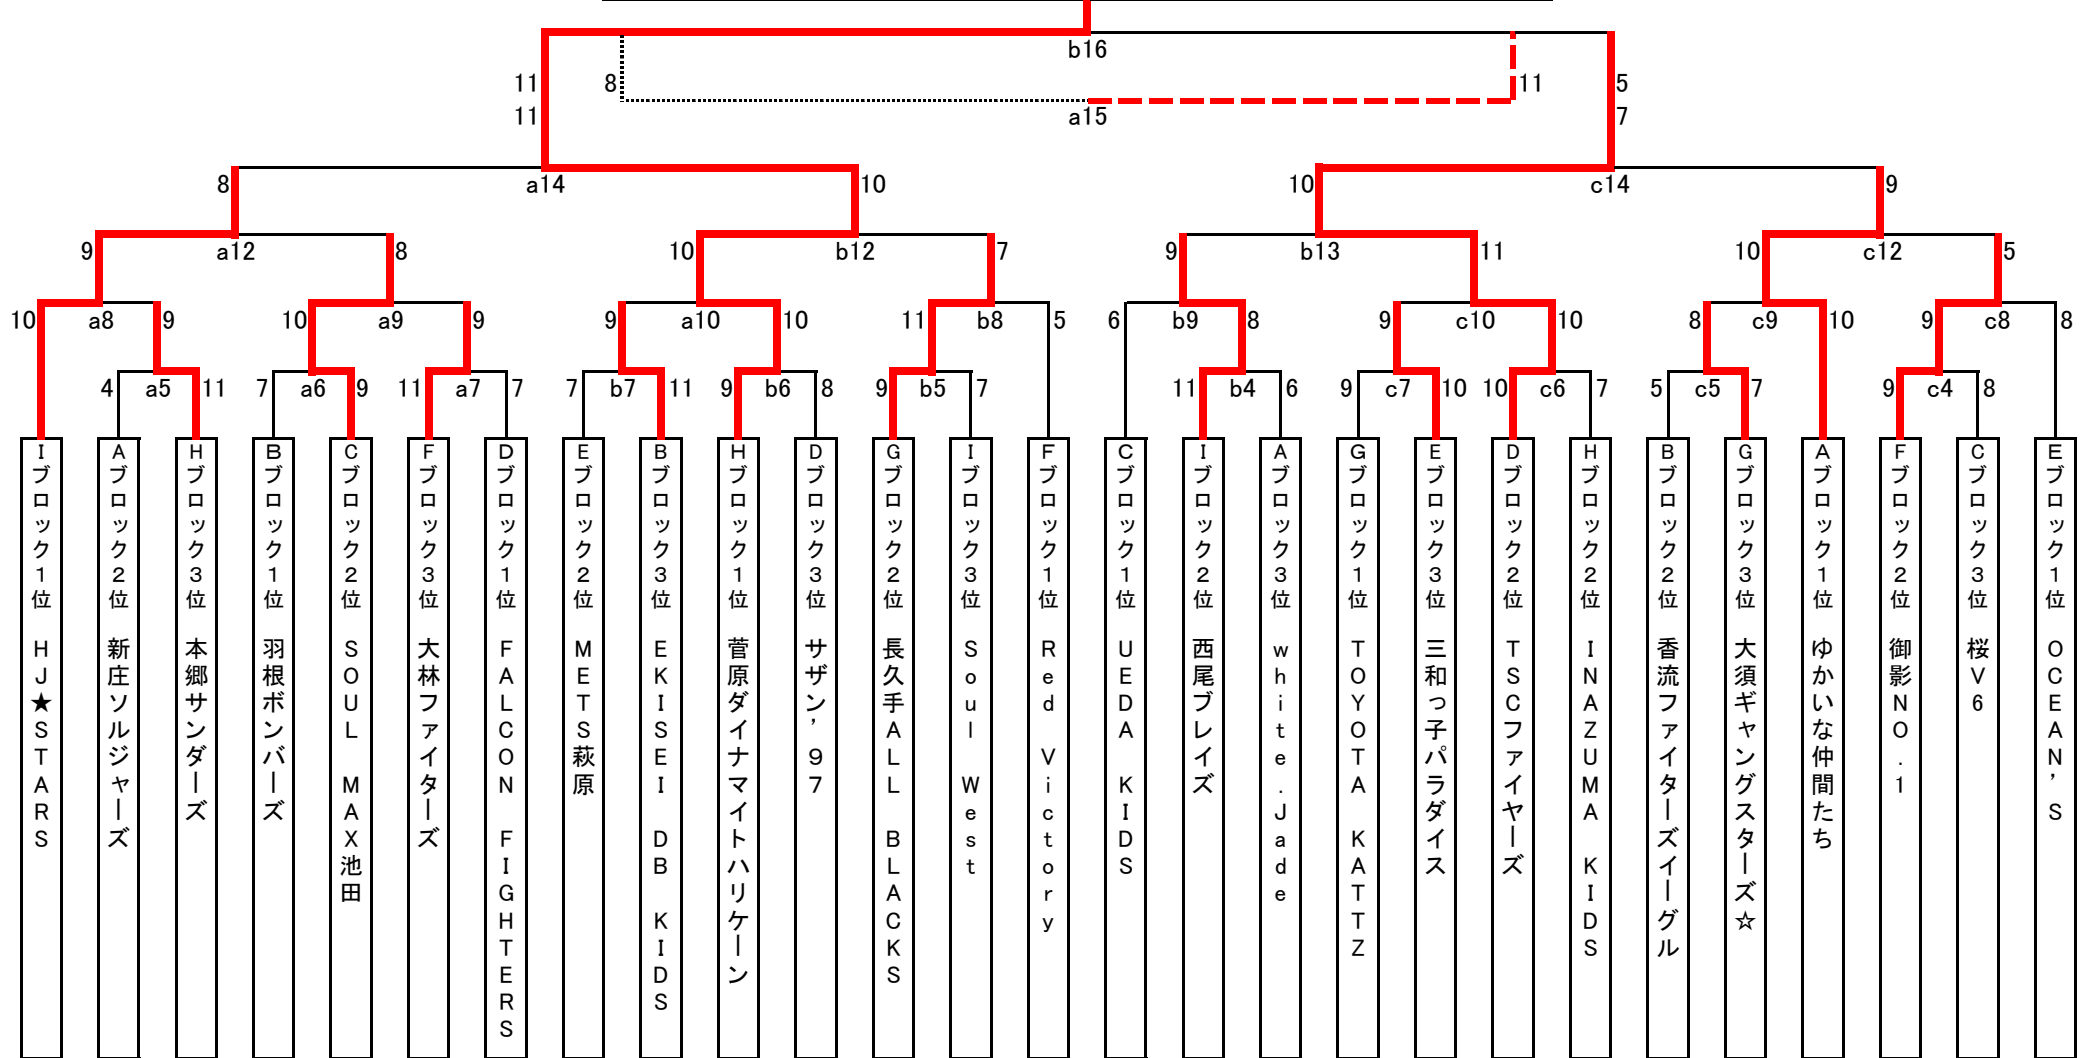 b16
11 8 11 5
11 a15 7
8 a14 10 10 c14 9
9 a12 8 10 b12 7 9 b13 11 10 c12 5
10 a8 9 10 a9 9 9 a10 10 11 b8 5 6 b9 8 9 c10 10 8 c9 10 9 c8 8
4 a5 11 7 a6 9 11 a7 7 7 b7 11 9 b6 8 9 b5 7 11 b4 6 9 c7 10 10 c6 7 5 c5 7 9 c4 8
Iブロック1位 HJ★STARS
Aブロック2位 新庄ソルジャーズ
Hブロック3位 本郷サンダーズ
Bブロック1位 羽根ボンバーズ
Cブロック2位 SOUL MAX池田
Fブロック3位 大林ファイターズ
Dブロック1位 FALCON FIGHTERS
Eブロック2位 METS萩原
Bブロック3位 EKISEI DB KIDS
Hブロック1位 菅原ダイナマイトハリケーン
Dブロック3位 サザン’97
Gブロック2位 長久手ALL BLACKS
Iブロック3位 Soul West
Fブロック1位 Red Victory
Cブロック1位 UEDA KIDS
Iブロック2位 西尾ブレイズ
Aブロック3位 white.Jade
Gブロック1位 TOYOTA KATTZ
Eブロック3位 三和っ子パラダイス
Dブロック2位 TSCファイヤーズ
Hブロック2位 INAZUMA KIDS
Bブロック2位 香流ファイターズイーグル
Gブロック3位 大須ギャングスターズ☆
Aブロック1位 ゆかいな仲間たち
Fブロック2位 御影NO.1
Cブロック3位 桜V6
Eブロック1位 OCEAN’S